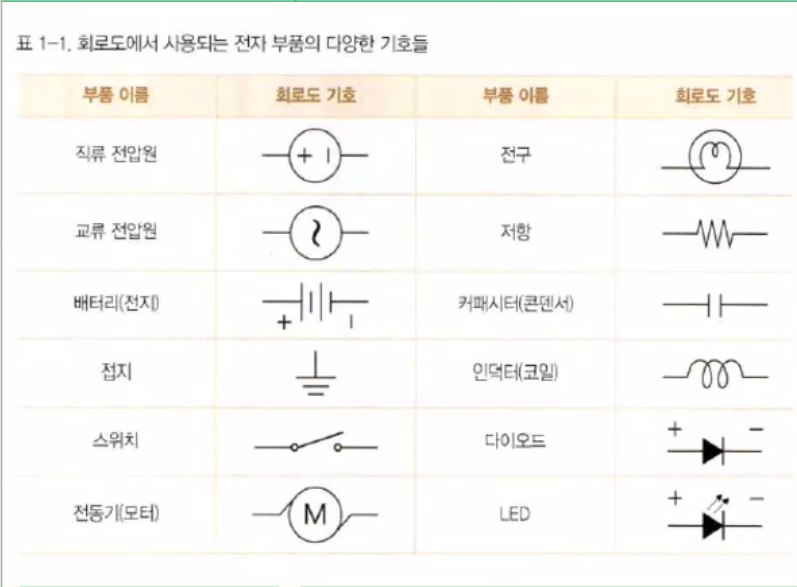 표 1-1. 회로도에서 사용되는 전자 부품의 다양한 기호들
부품 이름 회로도 기호 부품 이름 회로도 기호
직류 전압원 + - 전구
교류 전압원 ~ 저항
배터리(전지) + - 커패시터(콘덴서)
접지 인덕터(코일)
스위치 다이오드 + -
전동기(모터) M LED + -